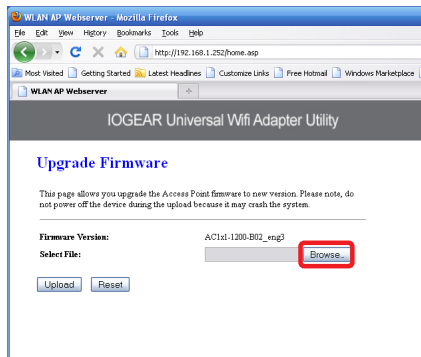 WLAN AP Webserver - Mozilla Firefox
File Edit View History Bookmarks Tools Help
http://192.168.1.252/home.asp
Most Visited Getting Started Latest Headlines Customize Links Free Hotmail Windows Marketplace
WLAN AP Webserver
IOGEAR Universal Wifi Adapter Utility
Upgrade Firmware
This page allows you upgrade the Access Point firmware to new version. Please note, do
not power off the device during the upload because it may crash the system.
Firmware Version: AC1x1-1200-B02_eng3
Select File: Browse..
Upload Reset